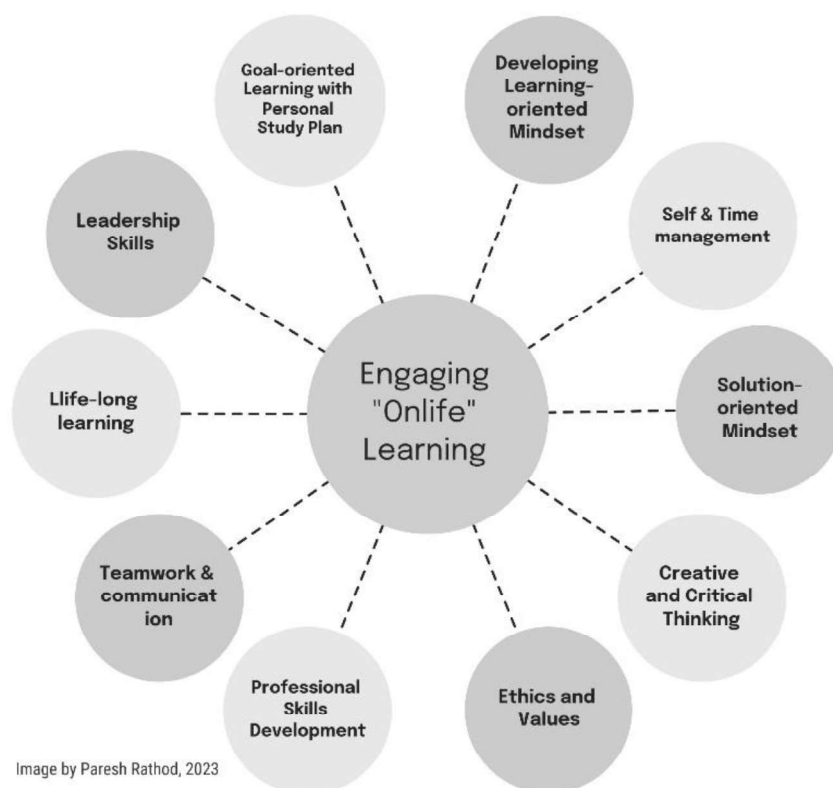 Goal-oriented
Learning with
Personal
Study Plan
Developing
Learning-
oriented
Mindset
Self & Time
management
Solution-
oriented
Mindset
Creative
and Critical
Thinking
Ethics and
Values
Professional
Skills
Development
Teamwork &
communicat
ion
Llife-long
learning
Leadership
Skills
Engaging
"Onlife"
Learning
Image by Paresh Rathod, 2023